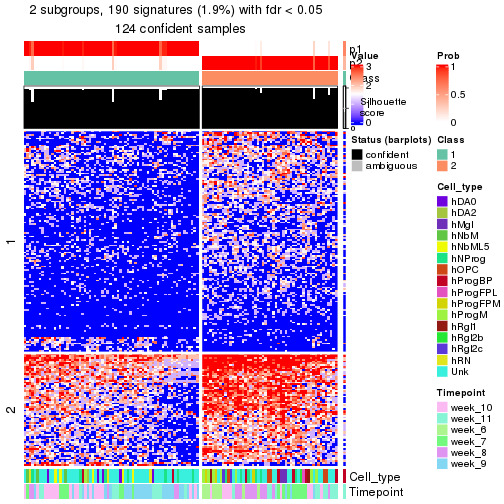 2 subgroups, 190 signatures (1.9%) with fdr < 0.05
124 confident samples
p1
Value
3
2
1
0
Silhouette
score
Prob
1
0.5
0
Status (barplots)
confident
ambiguous
Class
1
2
Cell_type
hDA0
hDA2
hMgl
hNbM
hNbML5
hNProg
hOPC
hProgBP
hProgFPL
hProgFPM
hProgM
hRgl1
hRgl2b
hRgl2c
hRN
Unk
Timepoint
week_10
week_11
week_6
week_7
week_8
week_9
1
2
Cell_type
Timepoint